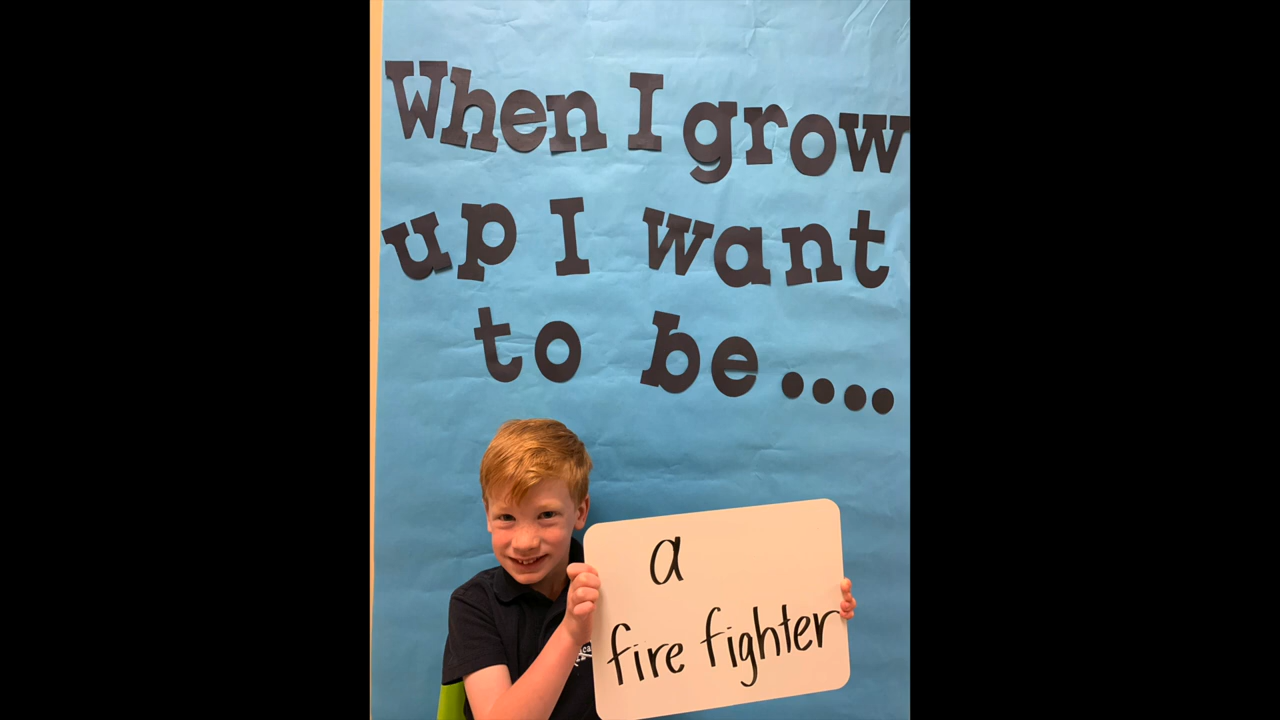 When I grow
up I want
to be....
a
fire fighter